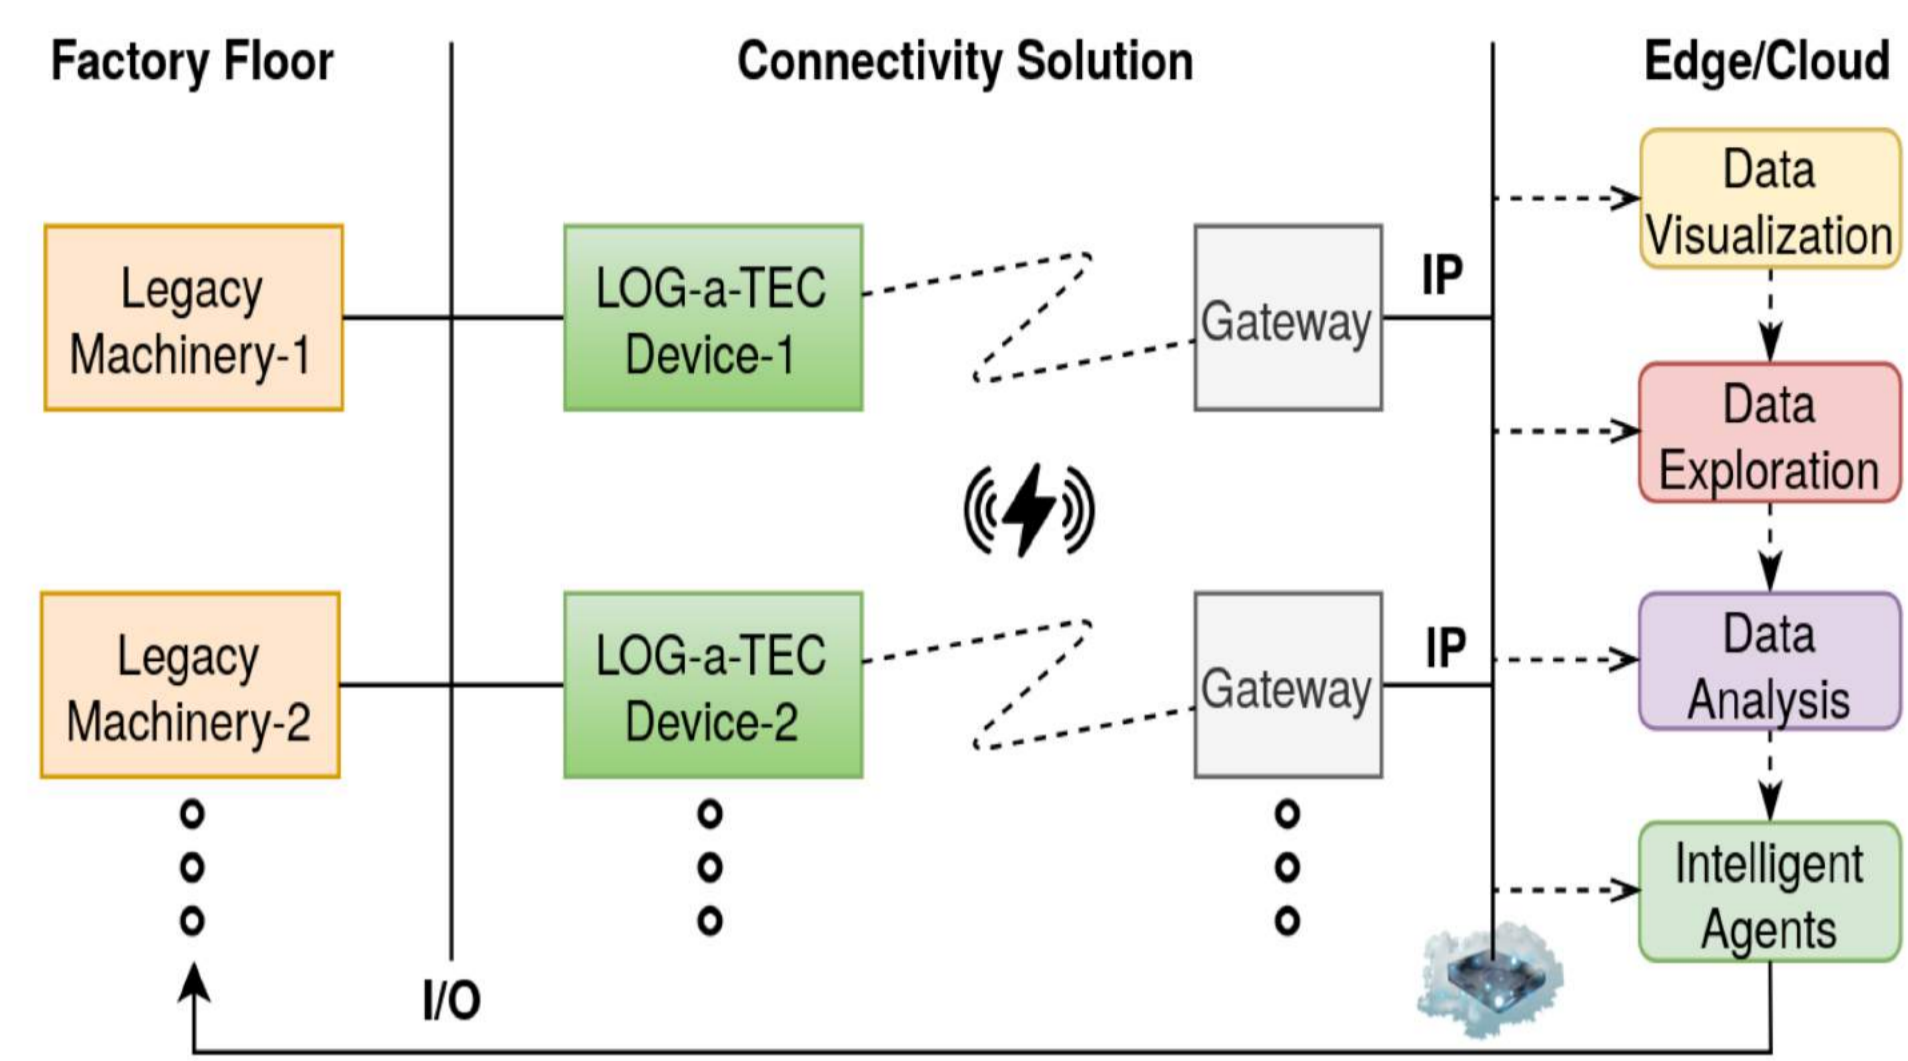 Factory Floor
Connectivity Solution
Edge/Cloud
Legacy
Machinery-1
LOG-a-TEC
Device-1
Gateway
IP
Data
Visualization
Data
Exploration
Legacy
Machinery-2
LOG-a-TEC
Device-2
Gateway
IP
Data
Analysis
Intelligent
Agents
I/O